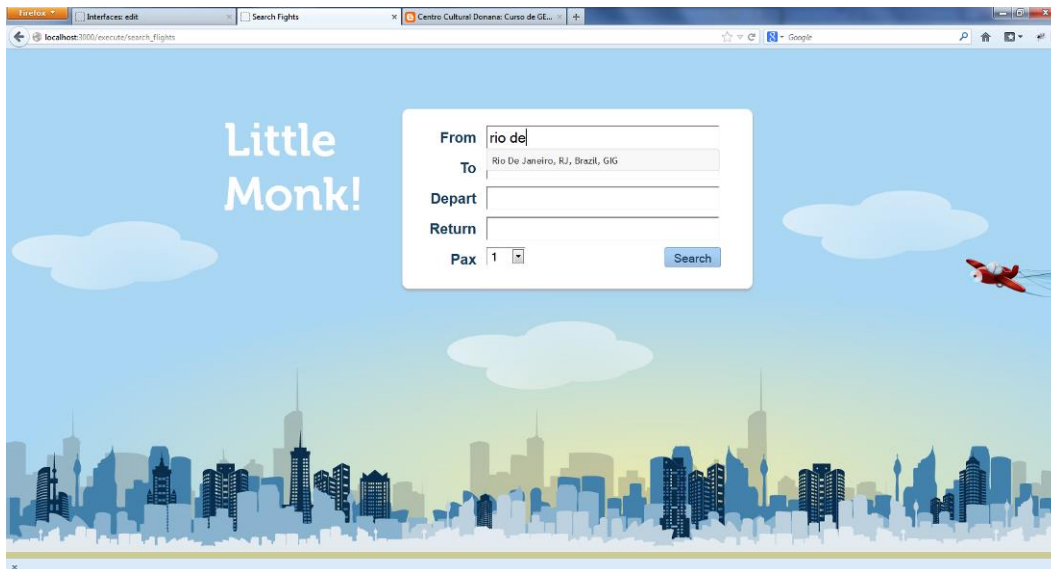 Firefox
Interfaces: edit
Search Fights
Centro Cultural Donana: Curso de GE...
localhost:3000/execute/search_flights
Google
Little
Monk!
From
rio de
Rio De Janeiro, RJ, Brazil, GIG
To
Depart
Return
Pax
1
Search